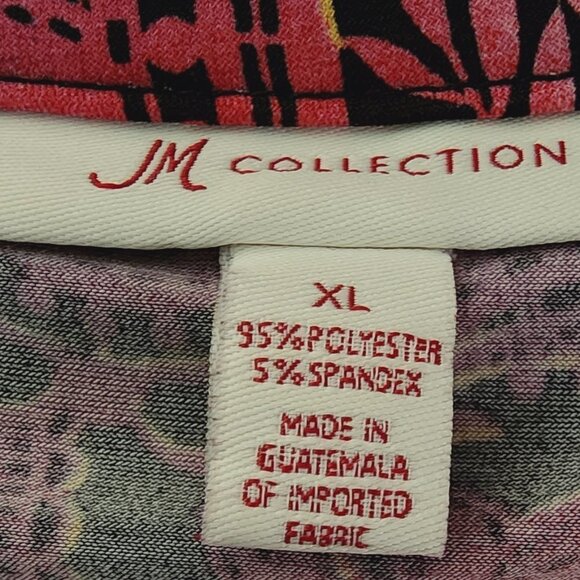 JM COLLECTION
XL
95% POLYESTER
5% SPANDEX
MADE IN
GUATEMALA
OF IMPORTED
FABRIC